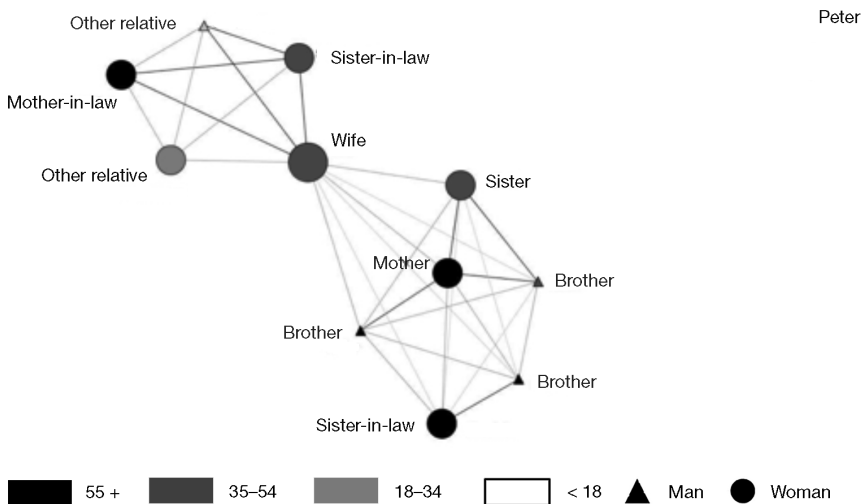 Peter
Other relative
Sister-in-law
Mother-in-law
Wife
Other relative
Sister
Mother
Brother
Brother
Brother
Sister-in-law
55 +
35–54
18–34
< 18
Man
Woman